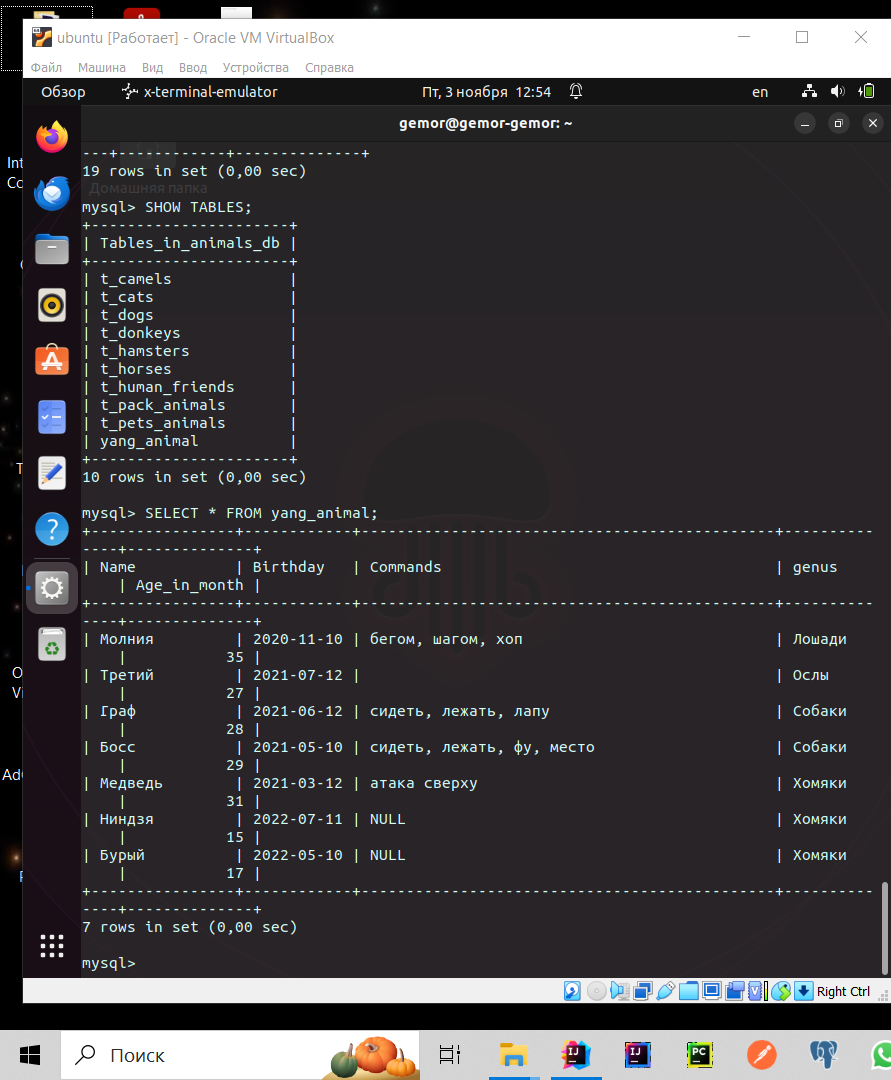 ubuntu [Работает] - Oracle VM VirtualBox
Файл Машина Вид Ввод Устройства Справка
Обзор x-terminal-emulator Пт, 3 ноября 12:54 en
gemor@gemor-gemor: ~
---+-----------+--------------+
19 rows in set (0,00 sec)
Домашняя папка
mysql> SHOW TABLES;
+----------------------+
| Tables_in_animals_db |
+----------------------+
| t_camels |
| t_cats |
| t_dogs |
| t_donkeys |
| t_hamsters |
| t_horses |
| t_human_friends |
| t_pack_animals |
| t_pets_animals |
| yang_animal |
+----------------------+
10 rows in set (0,00 sec)
mysql> SELECT * FROM yang_animal;
+----------------+------------+----------------------------------------------+----------
----+--------------+
| Name | Birthday | Commands | genus
| Age_in_month |
+----------------+------------+----------------------------------------------+----------
----+--------------+
| Молния | 2020-11-10 | бегом, шагом, хоп | Лошади
| 35 |
| Третий | 2021-07-12 | | Ослы
| 27 |
| Граф | 2021-06-12 | сидеть, лежать, лапу | Собаки
| 28 |
| Босс | 2021-05-10 | сидеть, лежать, фу, место | Собаки
| 29 |
| Медведь | 2021-03-12 | атака сверху | Хомяки
| 31 |
| Ниндзя | 2022-07-11 | NULL | Хомяки
| 15 |
| Бурый | 2022-05-10 | NULL | Хомяки
| 17 |
+----------------+------------+----------------------------------------------+----------
----+--------------+
7 rows in set (0,00 sec)
mysql>
Right Ctrl
Поиск